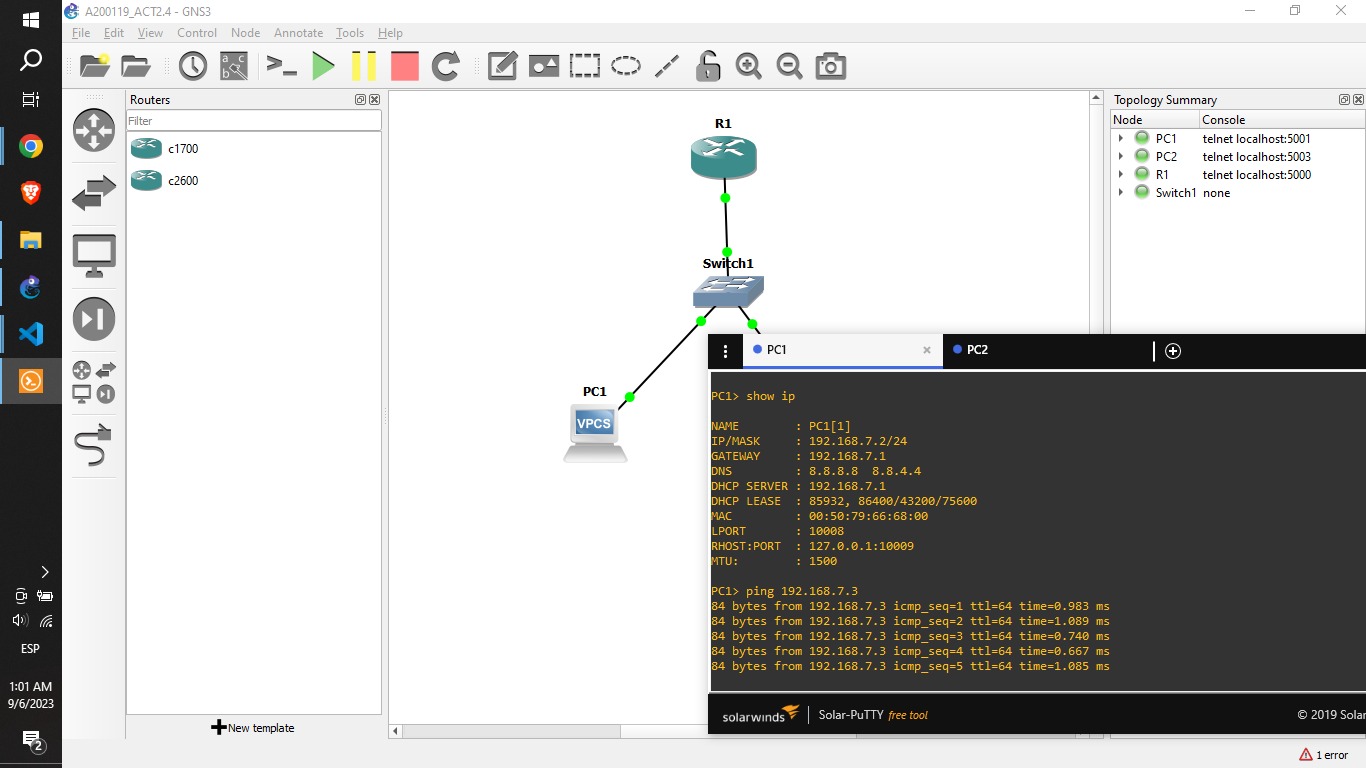 A200119_ACT2.4 - GNS3
File Edit View Control Node Annotate Tools Help
Routers
Filter
c1700
c2600
New template
R1
Switch1
PC1
VPCS
Topology Summary
Node Console
PC1 telnet localhost:5001
PC2 telnet localhost:5003
R1 telnet localhost:5000
Switch1 none
PC1 × PC2
PC1> show ip
NAME : PC1[1]
IP/MASK : 192.168.7.2/24
GATEWAY : 192.168.7.1
DNS : 8.8.8.8 8.8.4.4
DHCP SERVER : 192.168.7.1
DHCP LEASE : 85932, 86400/43200/75600
MAC : 00:50:79:66:68:00
LPORT : 10008
RHOST:PORT : 127.0.0.1:10009
MTU: : 1500
PC1> ping 192.168.7.3
84 bytes from 192.168.7.3 icmp_seq=1 ttl=64 time=0.983 ms
84 bytes from 192.168.7.3 icmp_seq=2 ttl=64 time=1.089 ms
84 bytes from 192.168.7.3 icmp_seq=3 ttl=64 time=0.740 ms
84 bytes from 192.168.7.3 icmp_seq=4 ttl=64 time=0.667 ms
84 bytes from 192.168.7.3 icmp_seq=5 ttl=64 time=1.085 ms
solarwinds Solar-PuTTY free tool © 2019 Solar
1 error
ESP
1:01 AM
9/6/2023
2